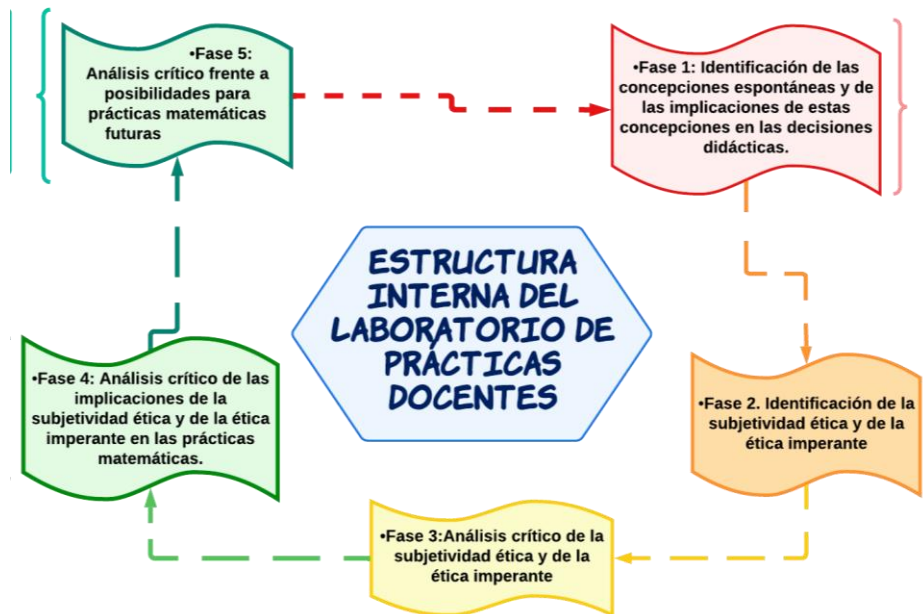 •Fase 5:
Análisis crítico frente a
posibilidades para
prácticas matemáticas
futuras
•Fase 1: Identificación de las
concepciones espontáneas y de
las implicaciones de estas
concepciones en las decisiones
didácticas.
ESTRUCTURA
INTERNA DEL
LABORATORIO DE
PRÁCTICAS
DOCENTES
•Fase 4: Análisis crítico de las
implicaciones de la
subjetividad ética y de la ética
imperante en las prácticas
matemáticas.
•Fase 2. Identificación de la
subjetividad ética y de la
ética imperante
•Fase 3:Análisis crítico de la
subjetividad ética y de la
ética imperante